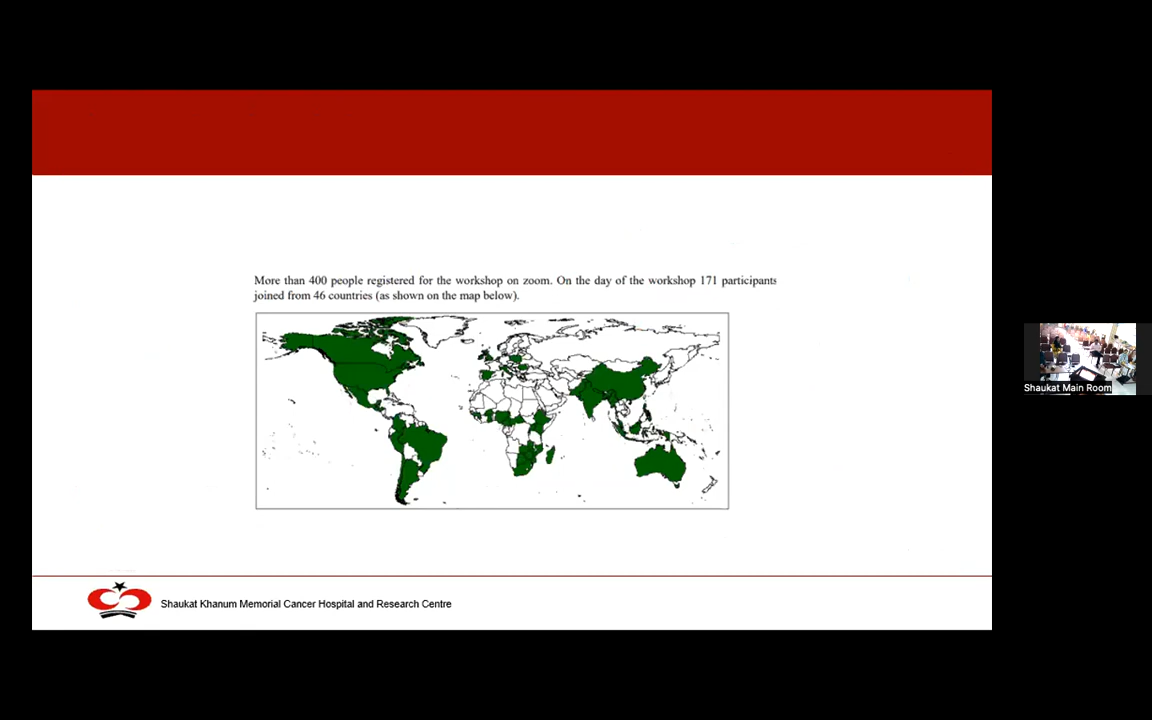 More than 400 people registered for the workshop on zoom. On the day of the workshop 171 participants
joined from 46 countries (as shown on the map below).
Shaukat Main Room
Shaukat Khanum Memorial Cancer Hospital and Research Centre